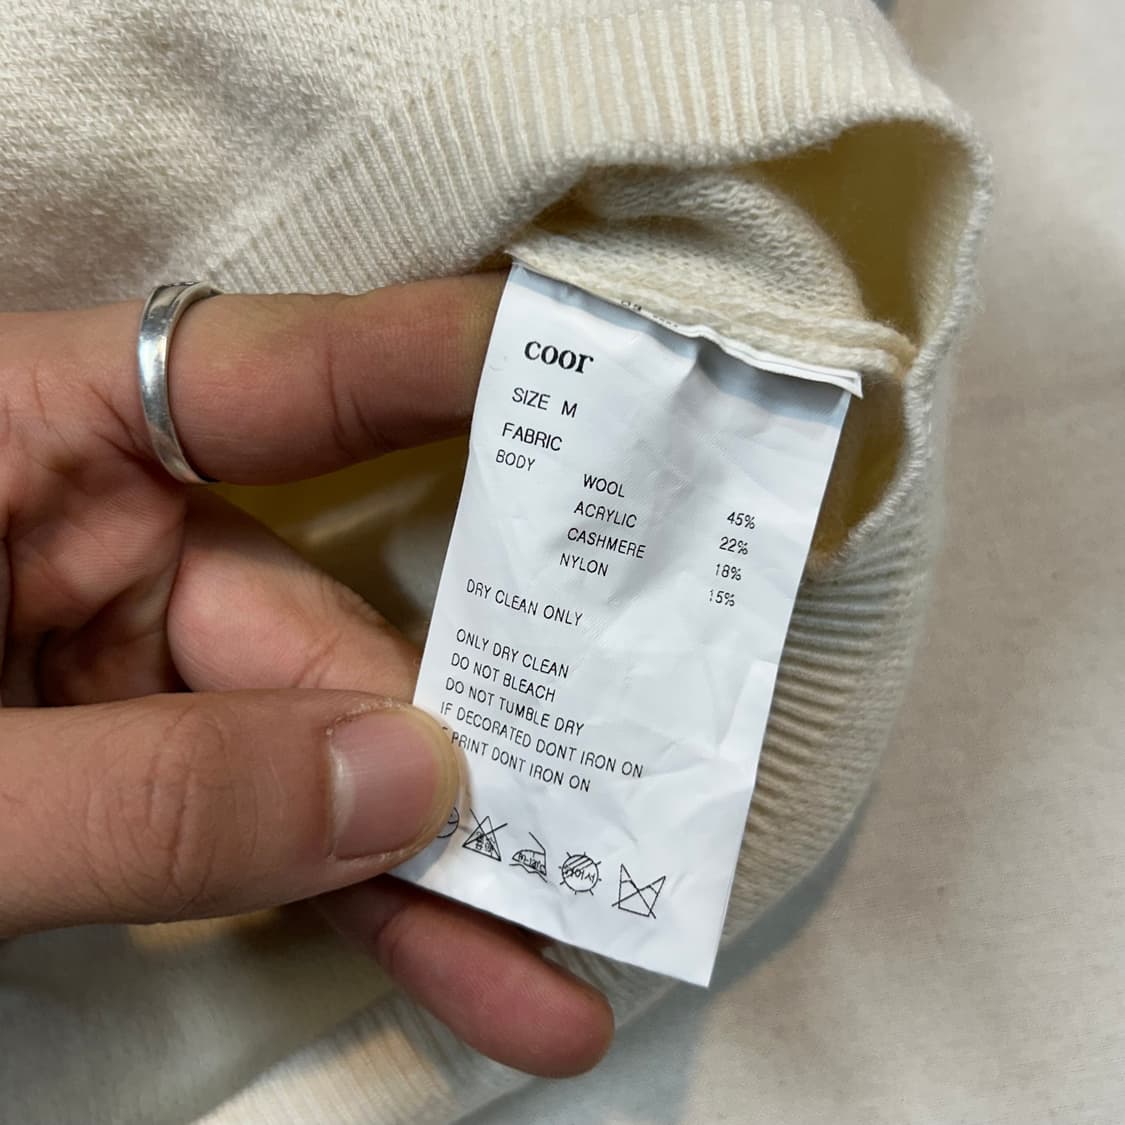 coor
SIZE M
FABRIC
BODY
WOOL 45%
ACRYLIC 22%
CASHMERE 18%
NYLON 15%
DRY CLEAN ONLY
ONLY DRY CLEAN
DO NOT BLEACH
DO NOT TUMBLE DRY
IF DECORATED DONT IRON ON
PRINT DONT IRON ON